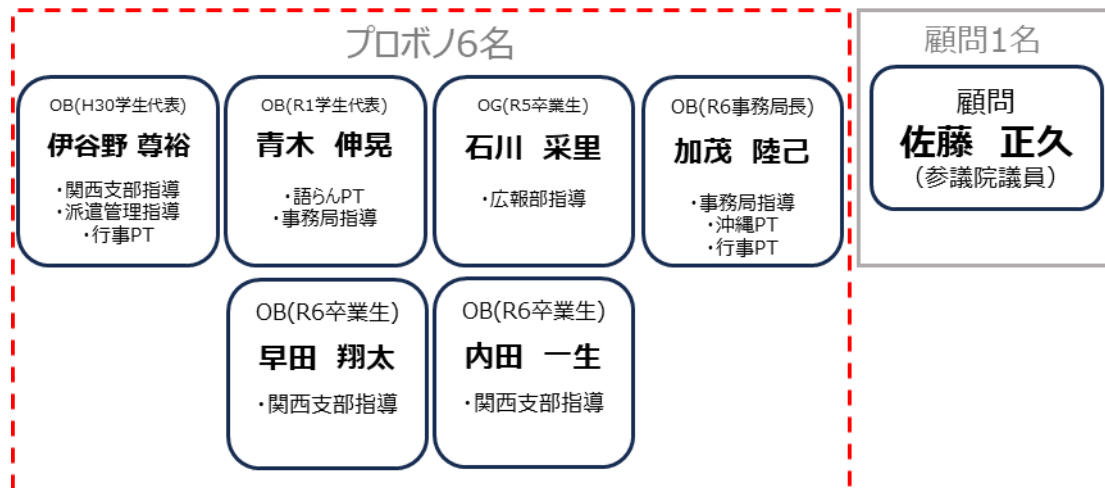 プロボノ6名
OB(H30学生代表)
伊谷野 尊裕
・関西支部指導
・派遣管理指導
・行事PT
OB(R1学生代表)
青木 伸晃
・語らんPT
・事務局指導
OG(R5卒業生)
石川 采里
・広報部指導
OB(R6事務局長)
加茂 陸己
・事務局指導
・沖縄PT
・行事PT
OB(R6卒業生)
早田 翔太
・関西支部指導
OB(R6卒業生)
内田 一生
・関西支部指導
顧問1名
顧問
佐藤 正久
(参議院議員)